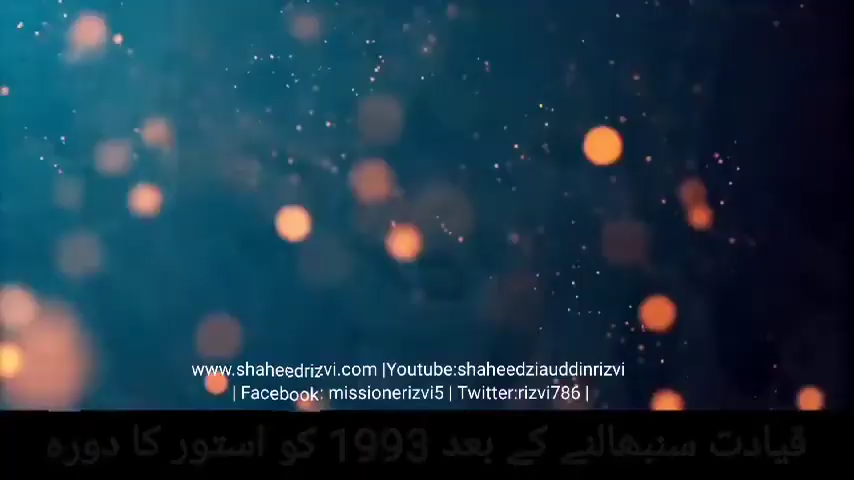 www.shaheedrizvi.com |Youtube:shaheedziauddinrizvi
| Facebook: missionerizvi5 | Twitter:rizvi786 |
قیادت سنبھالنے کے بعد 1993 کو استور کا دورہ